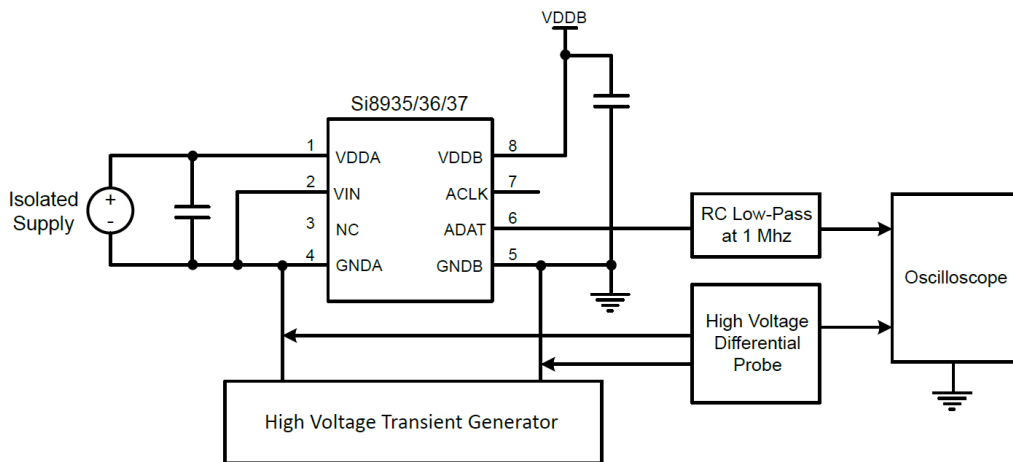 VDDB
Si8935/36/37
1 VDDA VDDB 8
2 VIN ACLK 7
3 NC ADAT 6
4 GNDA GNDB 5
Isolated
Supply
+
-
RC Low-Pass
at 1 Mhz
Oscilloscope
High Voltage
Differential
Probe
High Voltage Transient Generator